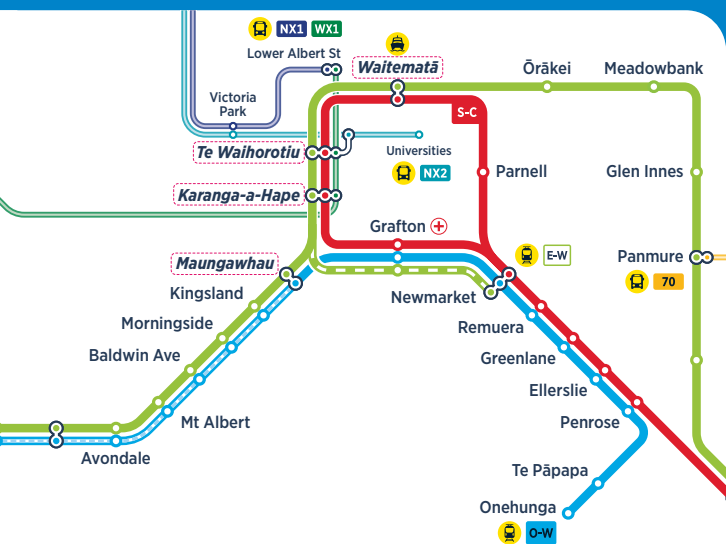 NX1 WX1
Lower Albert St
Waitematā
Ōrākei
Meadowbank
Victoria
Park
S-C
Te Waihorotiu
Universities
NX2
Parnell
Glen Innes
Karanga-a-Hape
Grafton
Maungawhau
E-W
Panmure
70
Kingsland
Newmarket
Morningside
Remuera
Baldwin Ave
Greenlane
Ellerslie
Mt Albert
Penrose
Avondale
Te Pāpapa
Onehunga
O-W